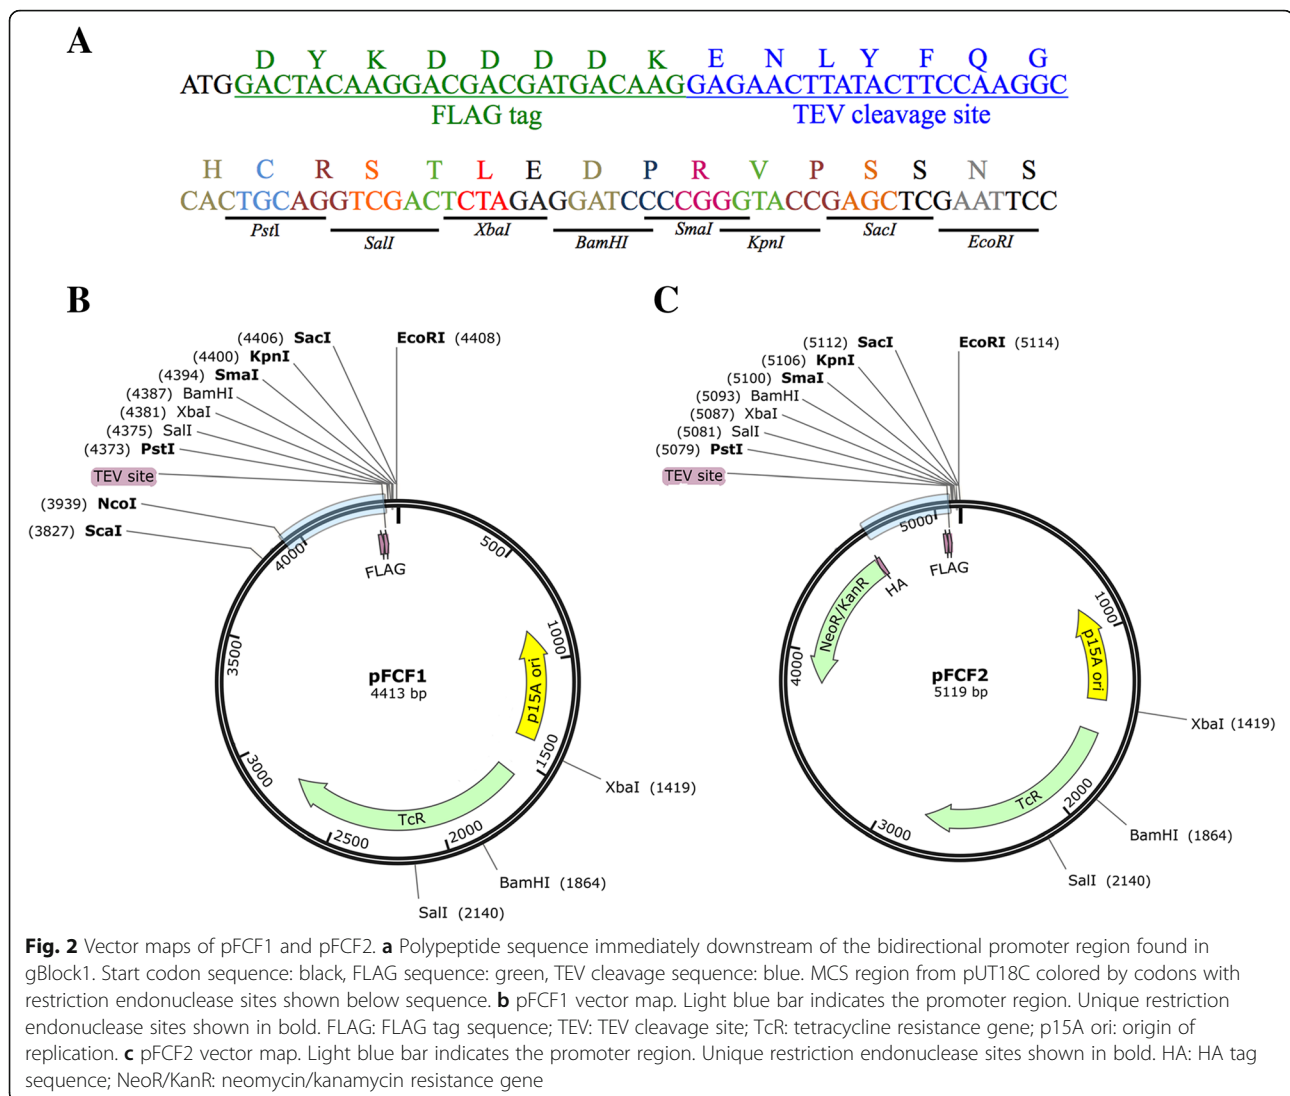 A
D Y K D D D D K E N L Y F Q G
ATGGACTACAAGGACGACGATGACAAGGAGAACTTATACTTCCAAGGC
FLAG tag TEV cleavage site
H C R S T L E D P R V P S S N S
CACTGCAGGTCGACTCTAGAGGATCCCCGGGTACCGAGCTCGAATTCC
PstI SalI XbaI BamHI SmaI KpnI SacI EcoRI
B
(4406) SacI
EcoRI (4408)
(4400) KpnI
(4394) SmaI
(4387) BamHI
(4381) XbaI
(4375) SalI
(4373) PstI
TEV site
(3939) NcoI
(3827) ScaI
FLAG
500
1000
1500
2000
2500
3000
3500
4000
p15A ori
TcR
pFCF1
4413 bp
XbaI (1419)
BamHI (1864)
SalI (2140)
C
(5112) SacI
EcoRI (5114)
(5106) KpnI
(5100) SmaI
(5093) BamHI
(5087) XbaI
(5081) SalI
(5079) PstI
TEV site
FLAG
HA
NeoR/KanR
1000
2000
3000
4000
5000
p15A ori
TcR
pFCF2
5119 bp
XbaI (1419)
BamHI (1864)
SalI (2140)
Fig. 2 Vector maps of pFCF1 and pFCF2. a Polypeptide sequence immediately downstream of the bidirectional promoter region found in
gBlock1. Start codon sequence: black, FLAG sequence: green, TEV cleavage sequence: blue. MCS region from pUT18C colored by codons with
restriction endonuclease sites shown below sequence. b pFCF1 vector map. Light blue bar indicates the promoter region. Unique restriction
endonuclease sites shown in bold. FLAG: FLAG tag sequence; TEV: TEV cleavage site; TcR: tetracycline resistance gene; p15A ori: origin of
replication. c pFCF2 vector map. Light blue bar indicates the promoter region. Unique restriction endonuclease sites shown in bold. HA: HA tag
sequence; NeoR/KanR: neomycin/kanamycin resistance gene